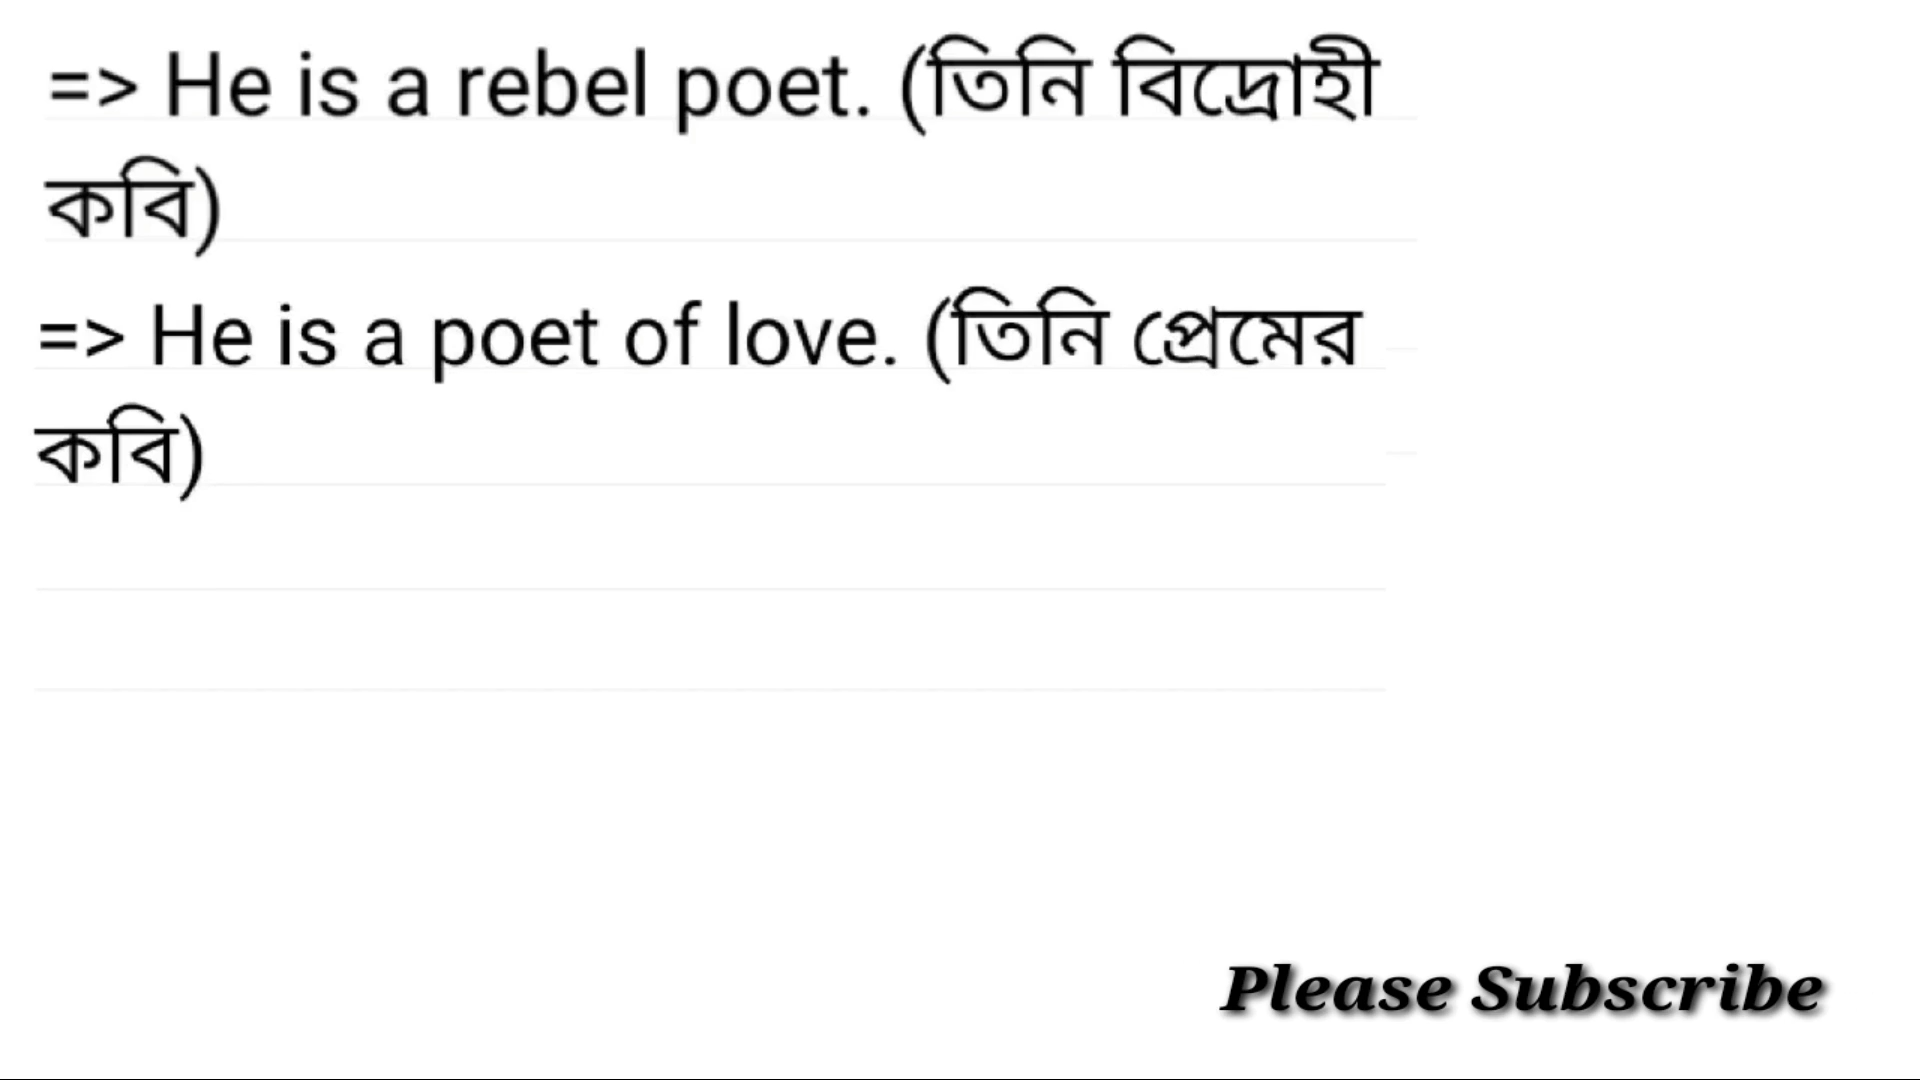 => He is a rebel poet. (তিনি বিদ্রোহী
কবি)
=> He is a poet of love. (তিনি প্রেমের
কবি)
Please Subscribe